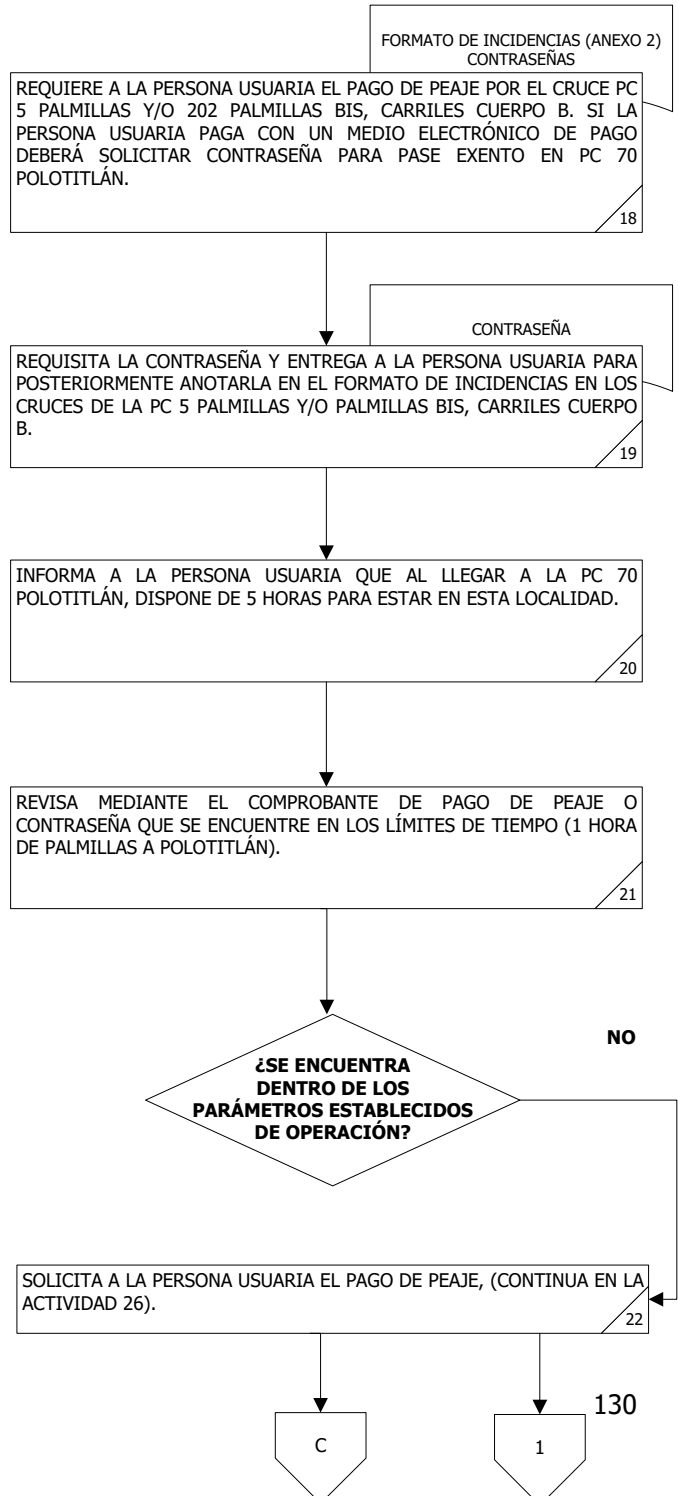 FORMATO DE INCIDENCIAS (ANEXO 2)
CONTRASEÑAS
REQUIERE A LA PERSONA USUARIA EL PAGO DE PEAJE POR EL CRUCE PC
5 PALMILLAS Y/O 202 PALMILLAS BIS, CARRILES CUERPO B. SI LA
PERSONA USUARIA PAGA CON UN MEDIO ELECTRÓNICO DE PAGO
DEBERÁ SOLICITAR CONTRASEÑA PARA PASE EXENTO EN PC 70
POLOTITLÁN.
18
CONTRASEÑA
REQUISITA LA CONTRASEÑA Y ENTREGA A LA PERSONA USUARIA PARA
POSTERIORMENTE ANOTARLA EN EL FORMATO DE INCIDENCIAS EN LOS
CRUCES DE LA PC 5 PALMILLAS Y/O PALMILLAS BIS, CARRILES CUERPO
B.
19
INFORMA A LA PERSONA USUARIA QUE AL LLEGAR A LA PC 70
POLOTITLÁN, DISPONE DE 5 HORAS PARA ESTAR EN ESTA LOCALIDAD.
20
REVISA MEDIANTE EL COMPROBANTE DE PAGO DE PEAJE O
CONTRASEÑA QUE SE ENCUENTRE EN LOS LÍMITES DE TIEMPO (1 HORA
DE PALMILLAS A POLOTITLÁN).
21
NO
¿SE ENCUENTRA
DENTRO DE LOS
PARÁMETROS ESTABLECIDOS
DE OPERACIÓN?
SOLICITA A LA PERSONA USUARIA EL PAGO DE PEAJE, (CONTINUA EN LA
ACTIVIDAD 26).
22
130
C
1